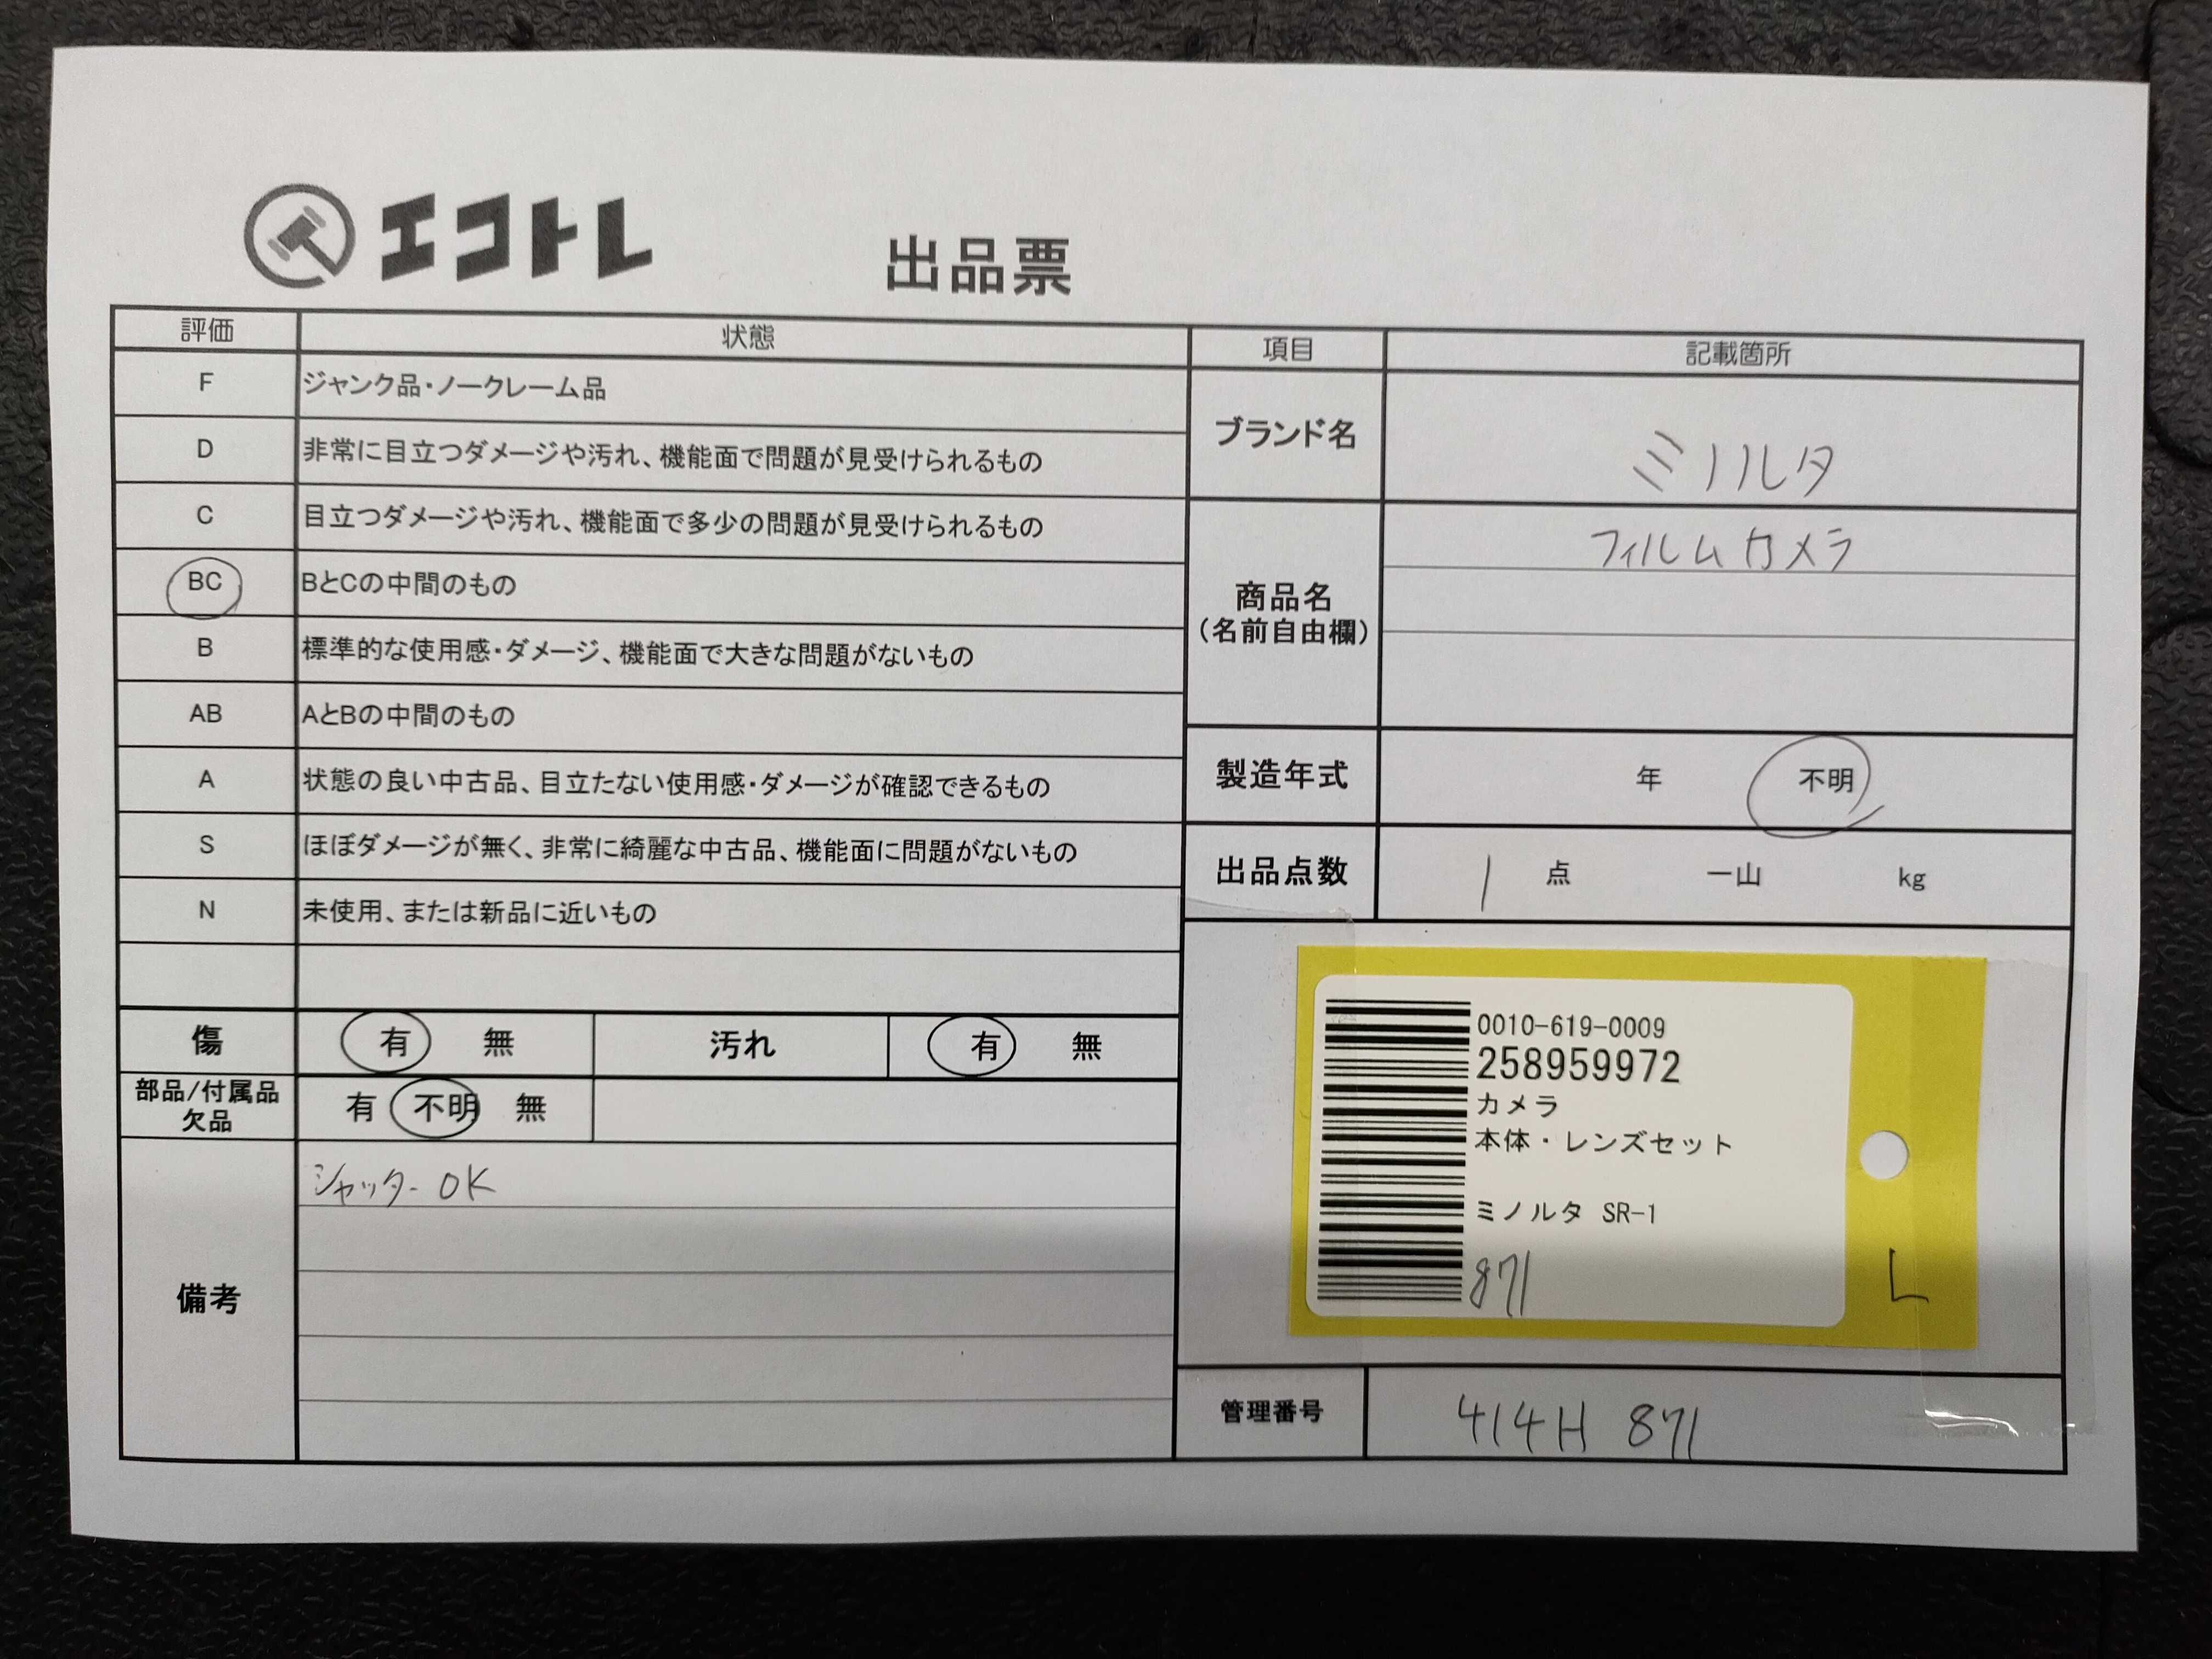 エコトレ
出品票
評価 状態
F ジャンク品・ノークレーム品
D 非常に目立つダメージや汚れ、機能面で問題が見受けられるもの
C 目立つダメージや汚れ、機能面で多少の問題が見受けられるもの
BC BとCの中間のもの
B 標準的な使用感・ダメージ、機能面で大きな問題がないもの
AB AとBの中間のもの
A 状態の良い中古品、目立たない使用感・ダメージが確認できるもの
S ほぼダメージが無く、非常に綺麗な中古品、機能面に問題がないもの
N 未使用、または新品に近いもの
傷 有 無 汚れ 有 無
部品/付属品
欠品
有 不明 無
備考
シャッター OK
項目 記載箇所
ブランド名 ミノルタ
商品名
(名前自由欄)
フィルムカメラ
製造年式 年 不明
出品点数 1 点 一山 kg
0010-619-0009
258959972
カメラ
本体・レンズセット
ミノルタ SR-1
871
L
管理番号 414H 871